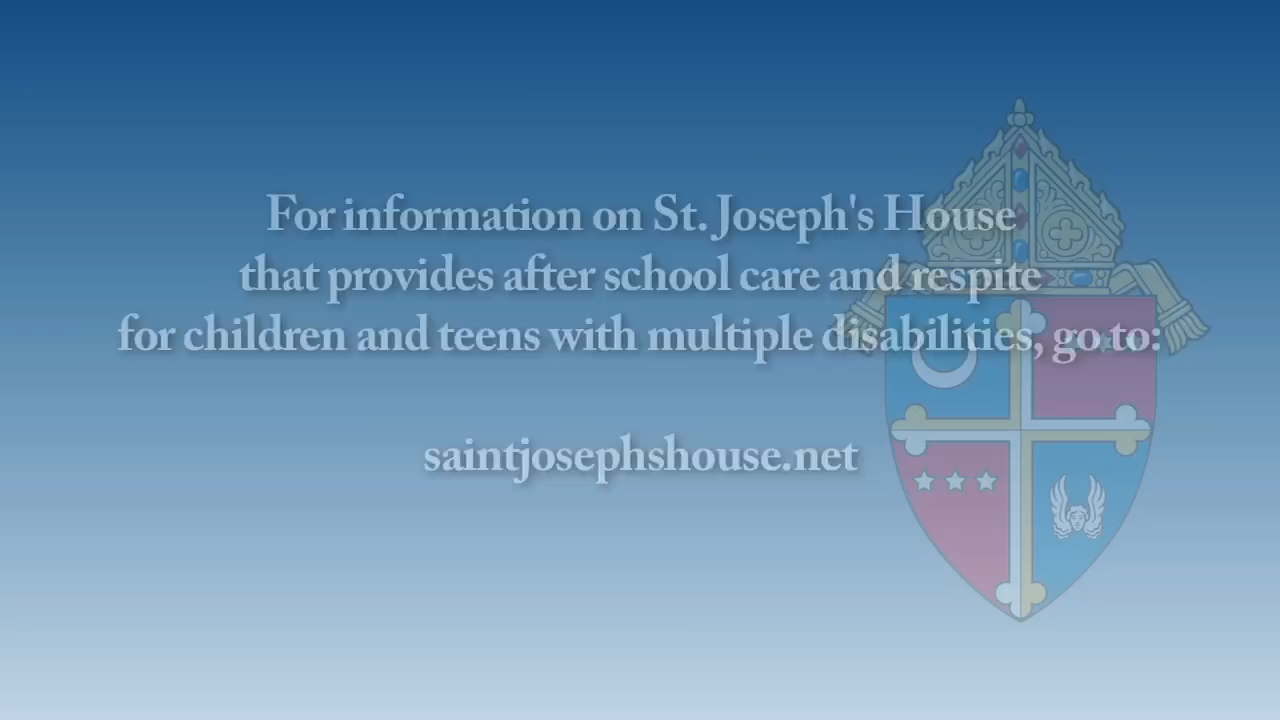 For information on St. Joseph's House
that provides after school care and respite
for children and teens with multiple disabilities, go to:
saintjosephshouse.net